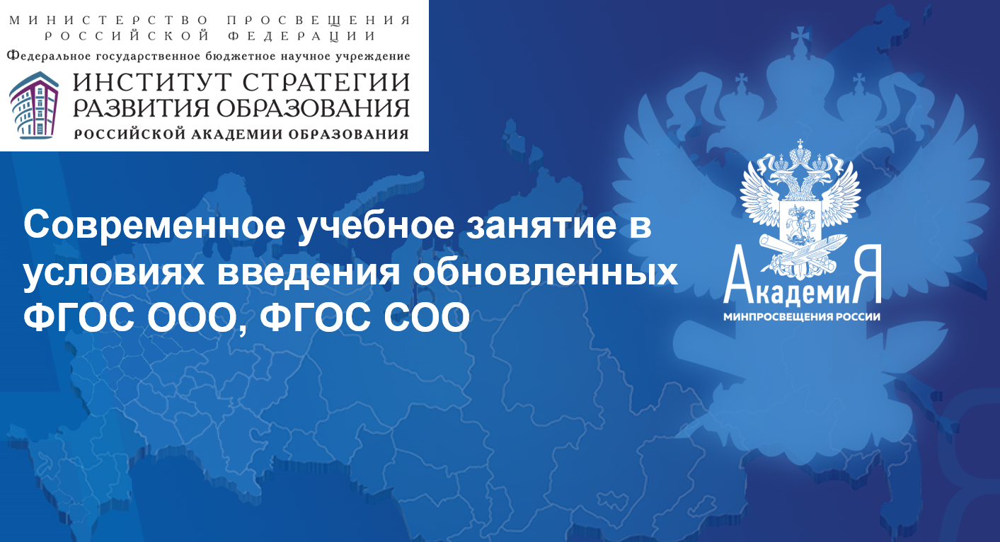 МИНИСТЕРСТВО ПРОСВЕЩЕНИЯ
РОССИЙСКОЙ ФЕДЕРАЦИИ
Федеральное государственное бюджетное научное учреждение
ИНСТИТУТ СТРАТЕГИИ
РАЗВИТИЯ ОБРАЗОВАНИЯ
РОССИЙСКОЙ АКАДЕМИИ ОБРАЗОВАНИЯ
Современное учебное занятие в
условиях введения обновленных
ФГОС ООО, ФГОС СОО
АкадемиЯ
МИНПРОСВЕЩЕНИЯ РОССИИ